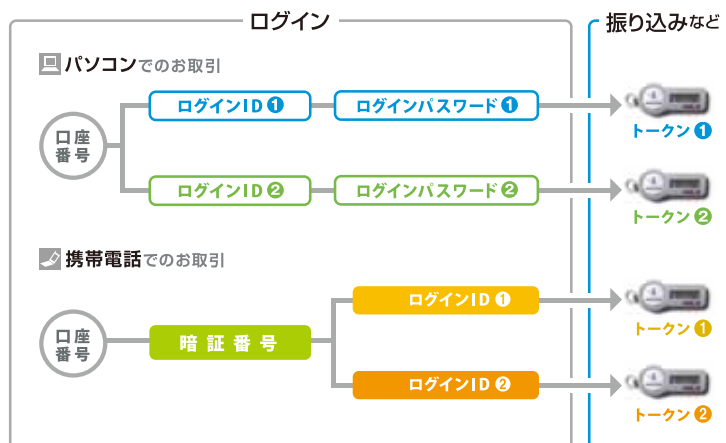 ログイン
振り込みなど
パソコンでのお取引
口座
番号
ログインID❶
ログインパスワード❶
トークン❶
ログインID❷
ログインパスワード❷
トークン❷
携帯電話でのお取引
口座
番号
暗証番号
ログインID❶
トークン❶
ログインID❷
トークン❷